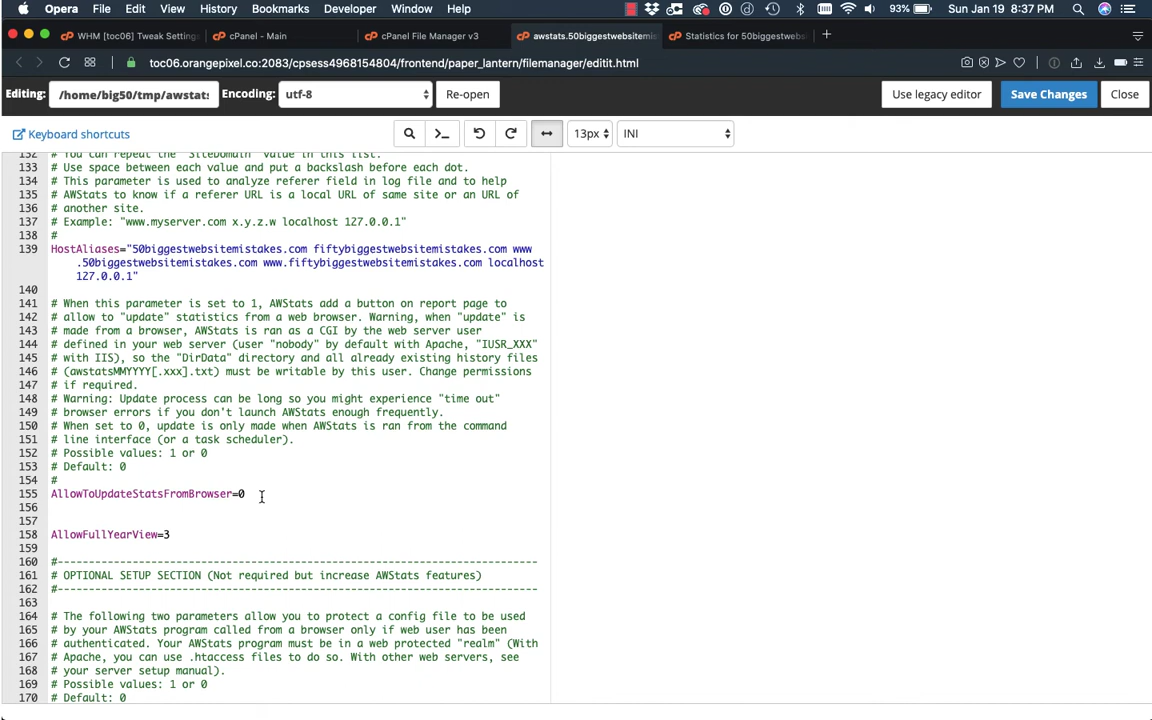 Opera File Edit View History Bookmarks Developer Window Help 93% Sun Jan 19 8:37 PM
WHM [toc06] Tweak Settings cPanel - Main cPanel File Manager v3 awstats.50biggestwebsitemis Statistics for 50biggestwebsi
toc06.orangepixel.co:2083/cpsess4968154804/frontend/paper_lantern/filemanager/editit.html
Editing: /home/big50/tmp/awstats Encoding: utf-8 Re-open Use legacy editor Save Changes Close
Keyboard shortcuts 13px INI
132 # You can repeat the "SiteDomain" value in this list.
133 # Use space between each value and put a backslash before each dot.
134 # This parameter is used to analyze referer field in log file and to help
135 # AWStats to know if a referer URL is a local URL of same site or an URL of
136 # another site.
137 # Example: "www.myserver.com x.y.z.w localhost 127.0.0.1"
138 #
139 HostAliases="50biggestwebsitemistakes.com fiftybiggestwebsitemistakes.com www
.50biggestwebsitemistakes.com www.fiftybiggestwebsitemistakes.com localhost
127.0.0.1"
140
141 # When this parameter is set to 1, AWStats add a button on report page to
142 # allow to "update" statistics from a web browser. Warning, when "update" is
143 # made from a browser, AWStats is ran as a CGI by the web server user
144 # defined in your web server (user "nobody" by default with Apache, "IUSR_XXX"
145 # with IIS), so the "DirData" directory and all already existing history files
146 # (awstatsMMYYYY[.xxx].txt) must be writable by this user. Change permissions
147 # if required.
148 # Warning: Update process can be long so you might experience "time out"
149 # browser errors if you don't launch AWStats enough frequently.
150 # When set to 0, update is only made when AWStats is ran from the command
151 # line interface (or a task scheduler).
152 # Possible values: 1 or 0
153 # Default: 0
154 #
155 AllowToUpdateStatsFromBrowser=0
156
157
158 AllowFullYearView=3
159
160 #-----------------------------------------------------------------------------
161 # OPTIONAL SETUP SECTION (Not required but increase AWStats features)
162 #-----------------------------------------------------------------------------
163
164 # The following two parameters allow you to protect a config file to be used
165 # by your AWStats program called from a browser only if web user has been
166 # authenticated. Your AWStats program must be in a web protected "realm" (With
167 # Apache, you can use .htaccess files to do so. With other web servers, see
168 # your server setup manual).
169 # Possible values: 1 or 0
170 # Default: 0